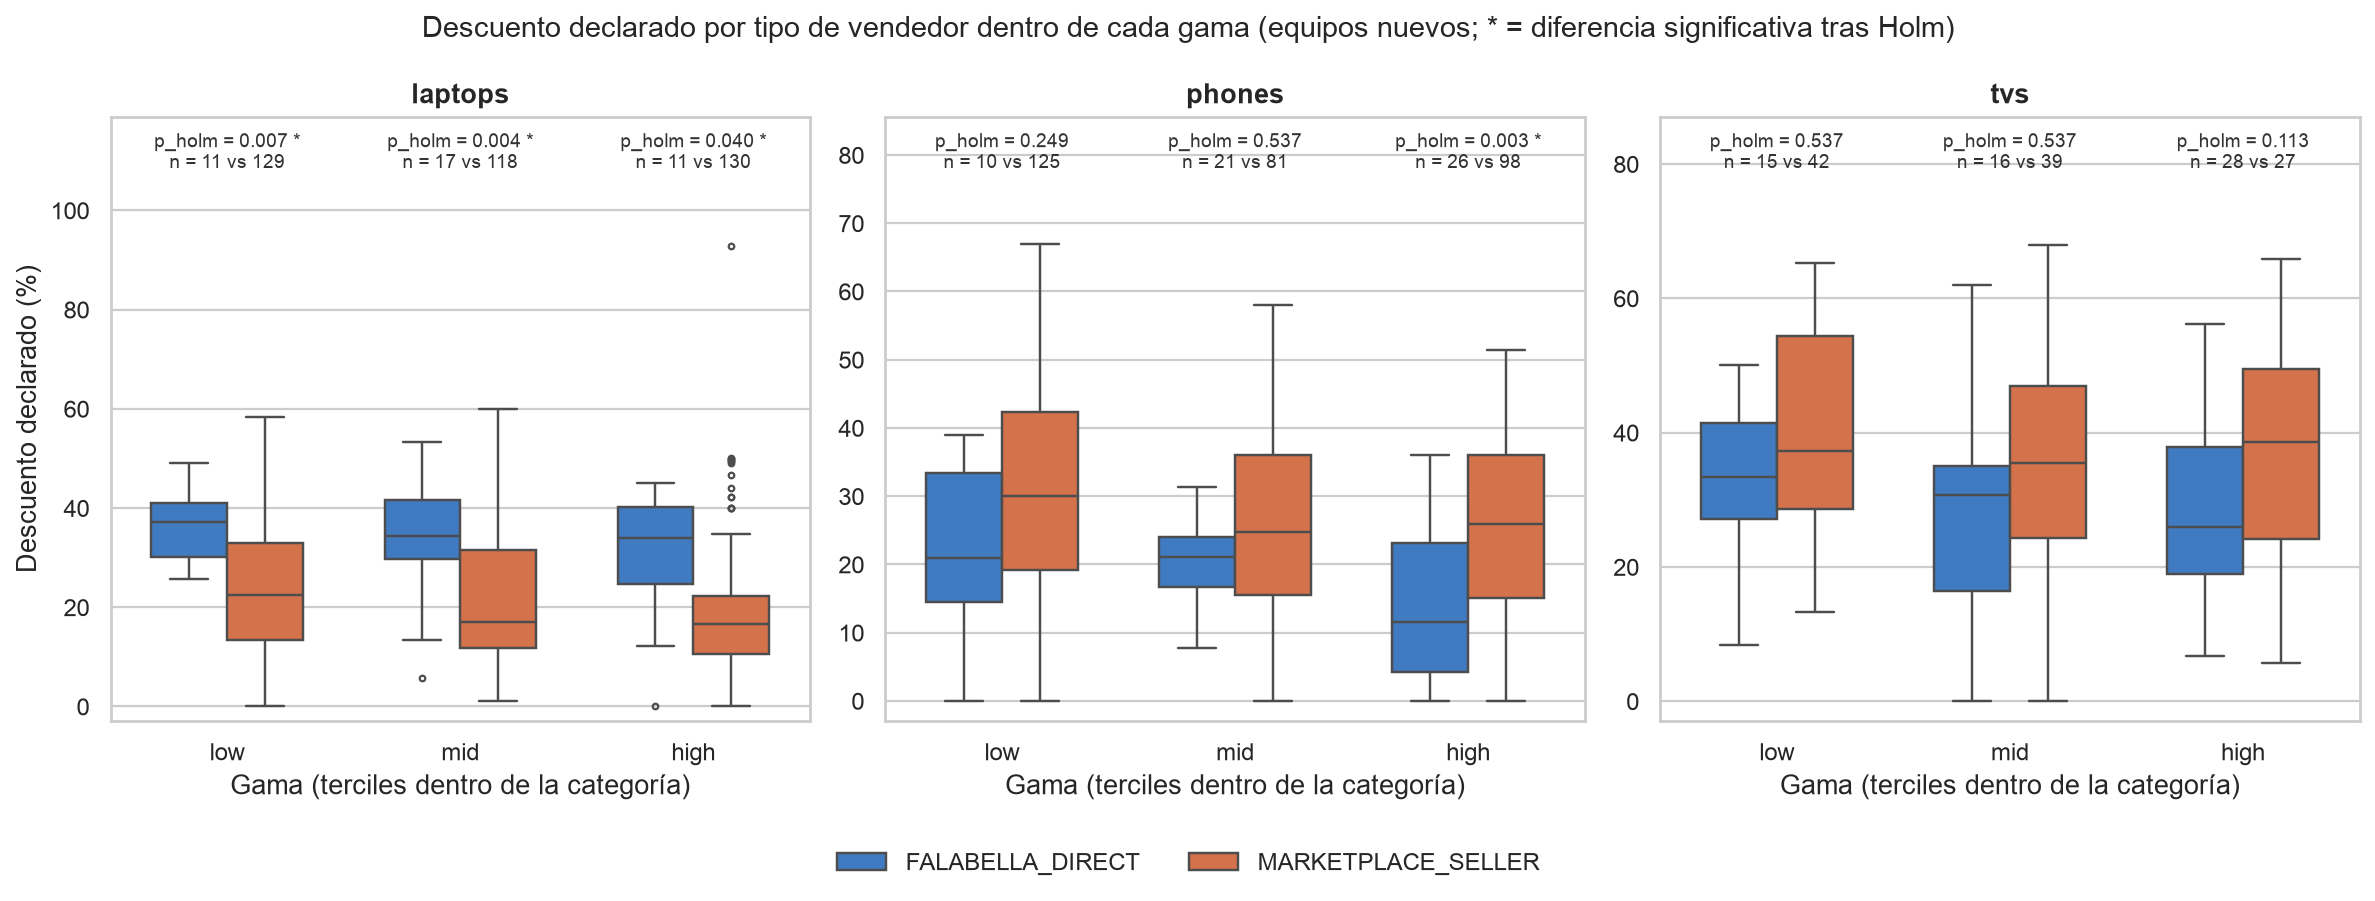 Descuento declarado por tipo de vendedor dentro de cada gama (equipos nuevos; * = diferencia significativa tras Holm)
laptops
p_holm = 0.007 *
n = 11 vs 129
p_holm = 0.004 *
n = 17 vs 118
p_holm = 0.040 *
n = 11 vs 130
Descuento declarado (%)
100
80
60
40
20
0
low
mid
high
Gama (terciles dentro de la categoría)
phones
p_holm = 0.249
n = 10 vs 125
p_holm = 0.537
n = 21 vs 81
p_holm = 0.003 *
n = 26 vs 98
80
70
60
50
40
30
20
10
0
low
mid
high
Gama (terciles dentro de la categoría)
tvs
p_holm = 0.537
n = 15 vs 42
p_holm = 0.537
n = 16 vs 39
p_holm = 0.113
n = 28 vs 27
80
60
40
20
0
low
mid
high
Gama (terciles dentro de la categoría)
FALABELLA_DIRECT
MARKETPLACE_SELLER